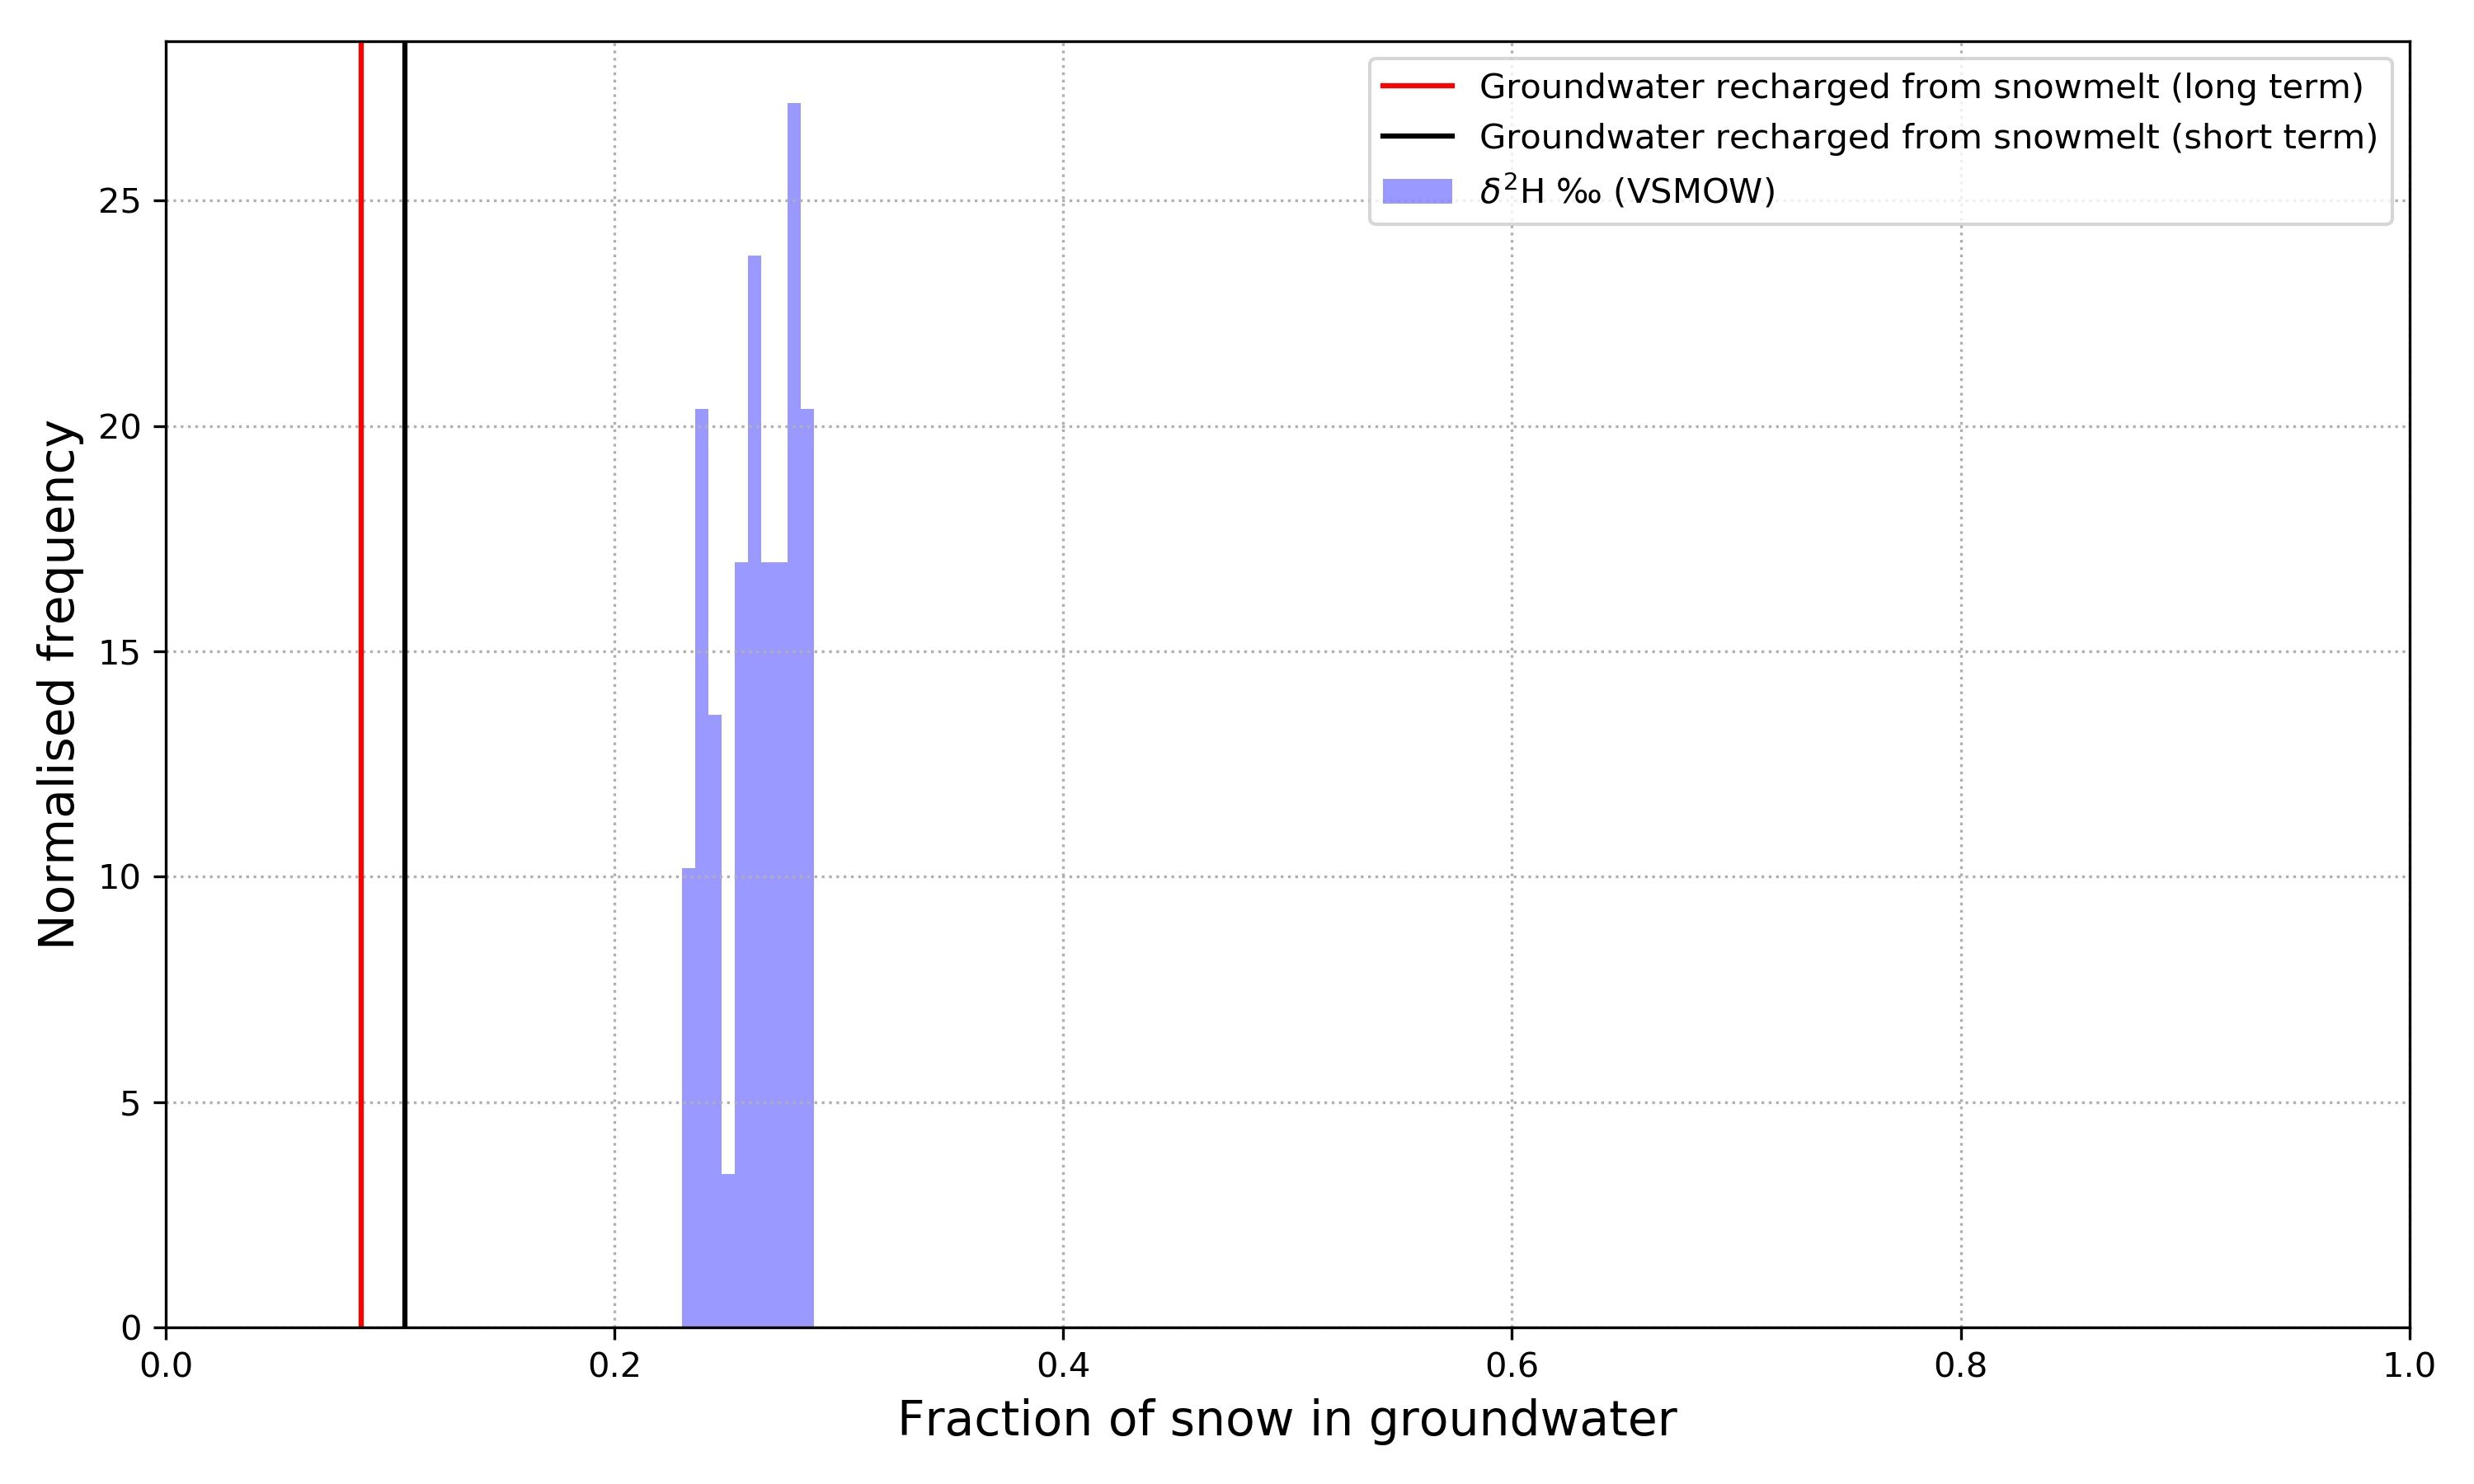 Groundwater recharged from snowmelt (long term)
Groundwater recharged from snowmelt (short term)
δ²H ‰ (VSMOW)
Normalised frequency
25
20
15
10
5
0
0.0 0.2 0.4 0.6 0.8 1.0
Fraction of snow in groundwater